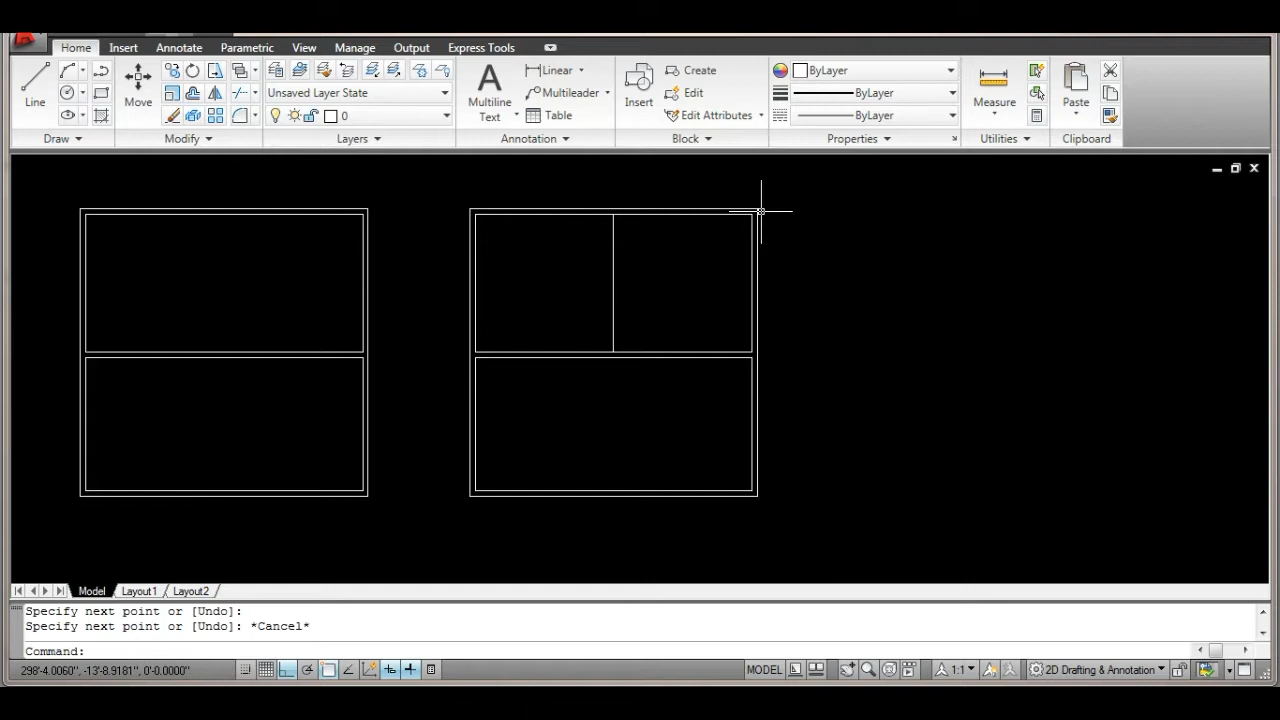 Home Insert Annotate Parametric View Manage Output Express Tools
Line
Move
Unsaved Layer State
0
Multiline
Text
Linear
Multileader
Table
Insert
Create
Edit
Edit Attributes
ByLayer
ByLayer
ByLayer
Measure
Paste
Draw Modify Layers Annotation Block Properties Utilities Clipboard
Model Layout1 Layout2
Specify next point or [Undo]:
Specify next point or [Undo]: *Cancel*
Command:
298'-4.0060", -13'-8.9181", 0'-0.0000" MODEL 1:1 2D Drafting & Annotation